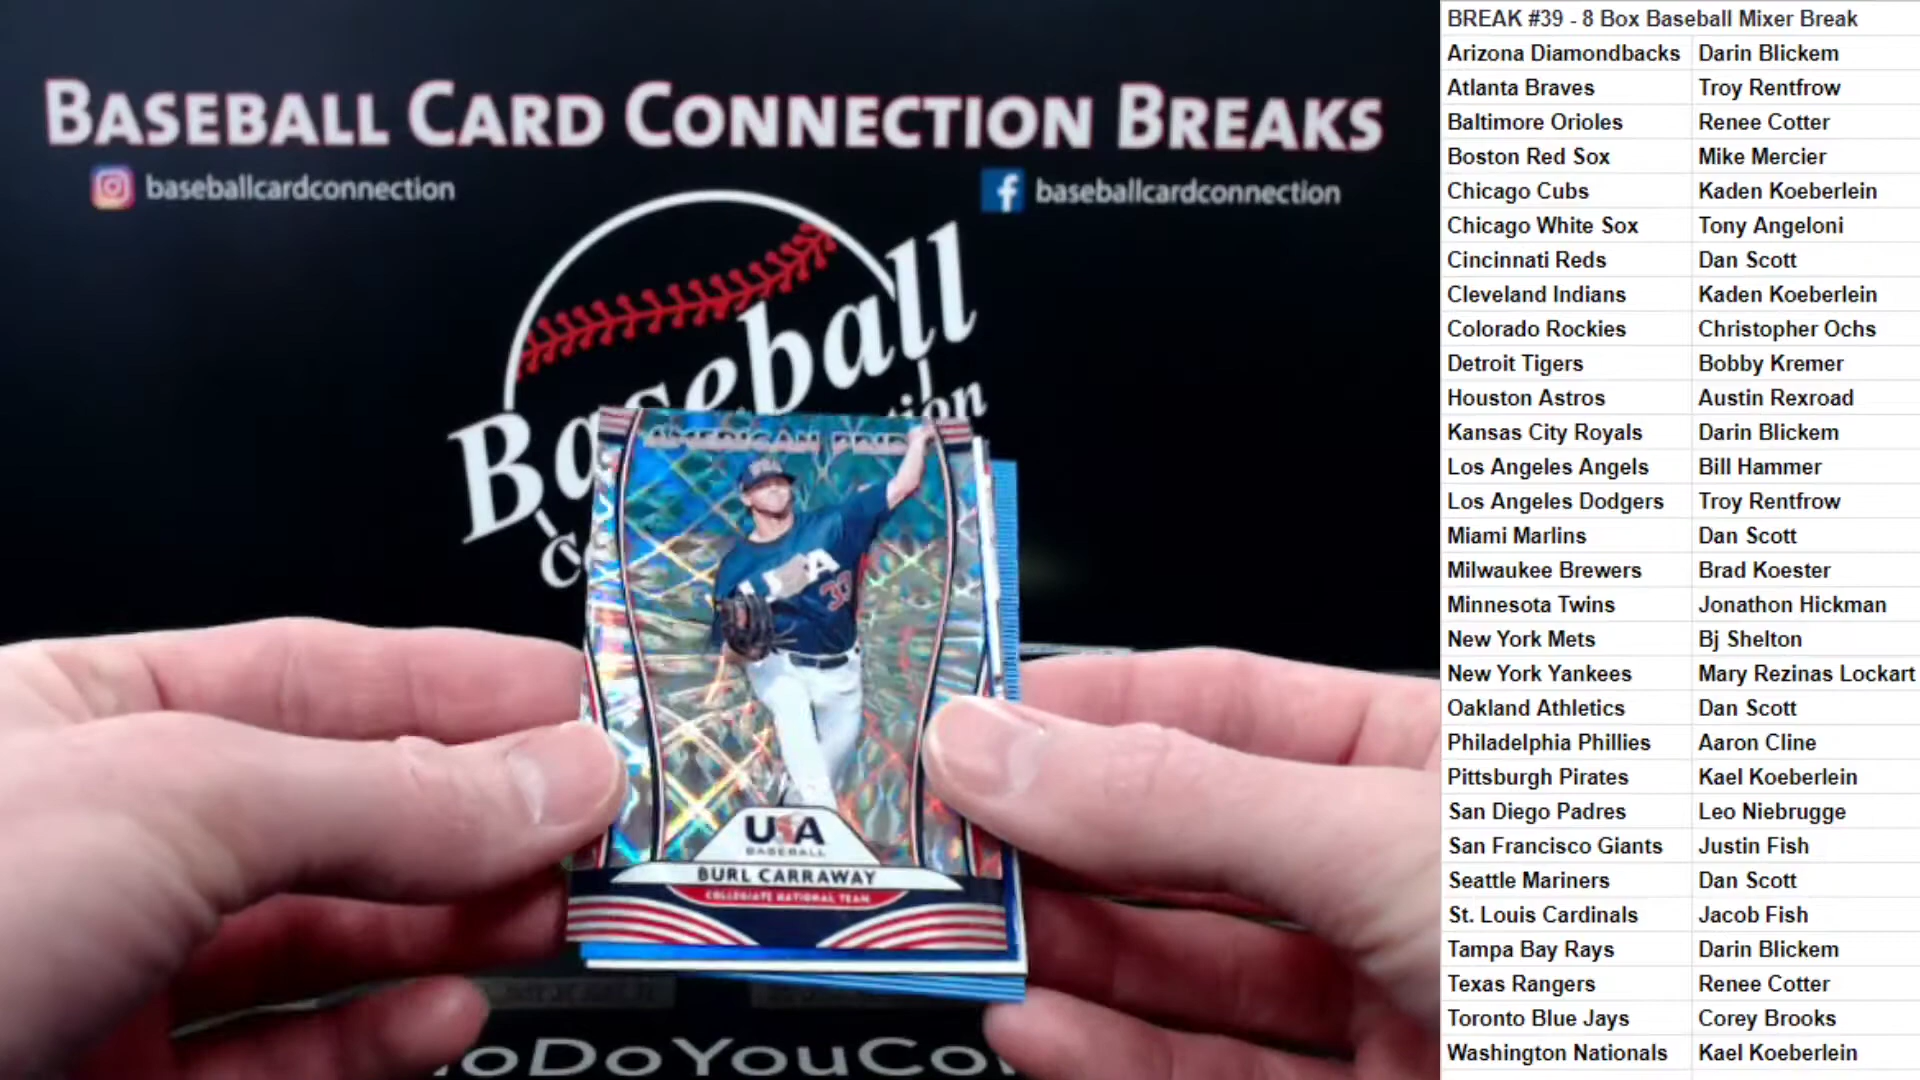 BASEBALL CARD CONNECTION BREAKS
baseballcardconnection
baseballcardconnection
Baseball
AMERICAN PRIDE
USA
33
USA
BASEBALL
BURL CARRAWAY
COLLEGIATE NATIONAL TEAM
BREAK #39 - 8 Box Baseball Mixer Break
Arizona Diamondbacks Darin Blickem
Atlanta Braves Troy Rentfrow
Baltimore Orioles Renee Cotter
Boston Red Sox Mike Mercier
Chicago Cubs Kaden Koeberlein
Chicago White Sox Tony Angeloni
Cincinnati Reds Dan Scott
Cleveland Indians Kaden Koeberlein
Colorado Rockies Christopher Ochs
Detroit Tigers Bobby Kremer
Houston Astros Austin Rexroad
Kansas City Royals Darin Blickem
Los Angeles Angels Bill Hammer
Los Angeles Dodgers Troy Rentfrow
Miami Marlins Dan Scott
Milwaukee Brewers Brad Koester
Minnesota Twins Jonathon Hickman
New York Mets Bj Shelton
New York Yankees Mary Rezinas Lockart
Oakland Athletics Dan Scott
Philadelphia Phillies Aaron Cline
Pittsburgh Pirates Kael Koeberlein
San Diego Padres Leo Niebrugge
San Francisco Giants Justin Fish
Seattle Mariners Dan Scott
St. Louis Cardinals Jacob Fish
Tampa Bay Rays Darin Blickem
Texas Rangers Renee Cotter
Toronto Blue Jays Corey Brooks
Washington Nationals Kael Koeberlein